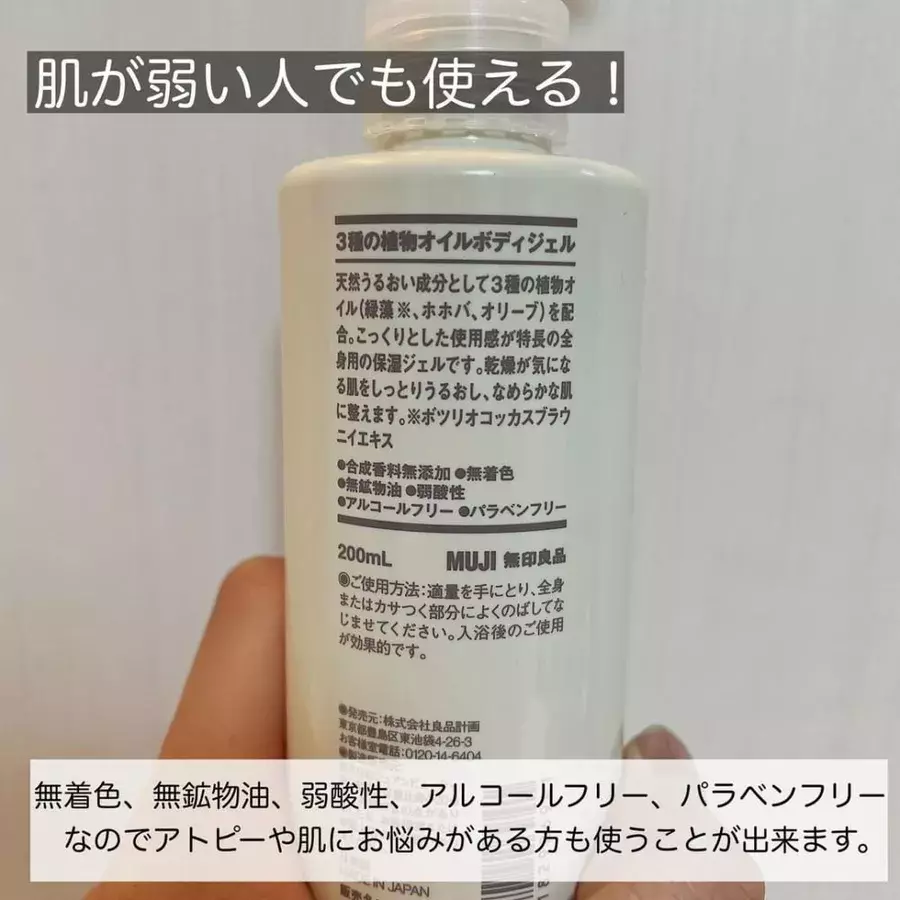 肌が弱い人でも使える!
3種の植物オイルボディジェル
天然うるおい成分として3種の植物オ
イル(緑藻※、ホホバ、オリーブ)を配
合。こっくりとした使用感が特長の全
身用の保湿ジェルです。乾燥が気にな
る肌をしっとりうるおし、なめらかな肌
に整えます。※ボツリオコッカスブラウ
ニイエキス
●合成香料無添加 ●無着色
●無鉱物油 ●弱酸性
●アルコールフリー ●パラベンフリー
200mL MUJI 無印良品
●ご使用方法:適量を手にとり、全身
またはカサつく部分によくのばしてな
じませてください。入浴後のご使用
が効果的です。
●発売元:株式会社良品計画
東京都豊島区東池袋4-26-3
お客様室電話:0120-14-6404
無着色、無鉱物油、弱酸性、アルコールフリー、パラベンフリー
なのでアトピーや肌にお悩みがある方も使うことが出来ます。
IN JAPAN